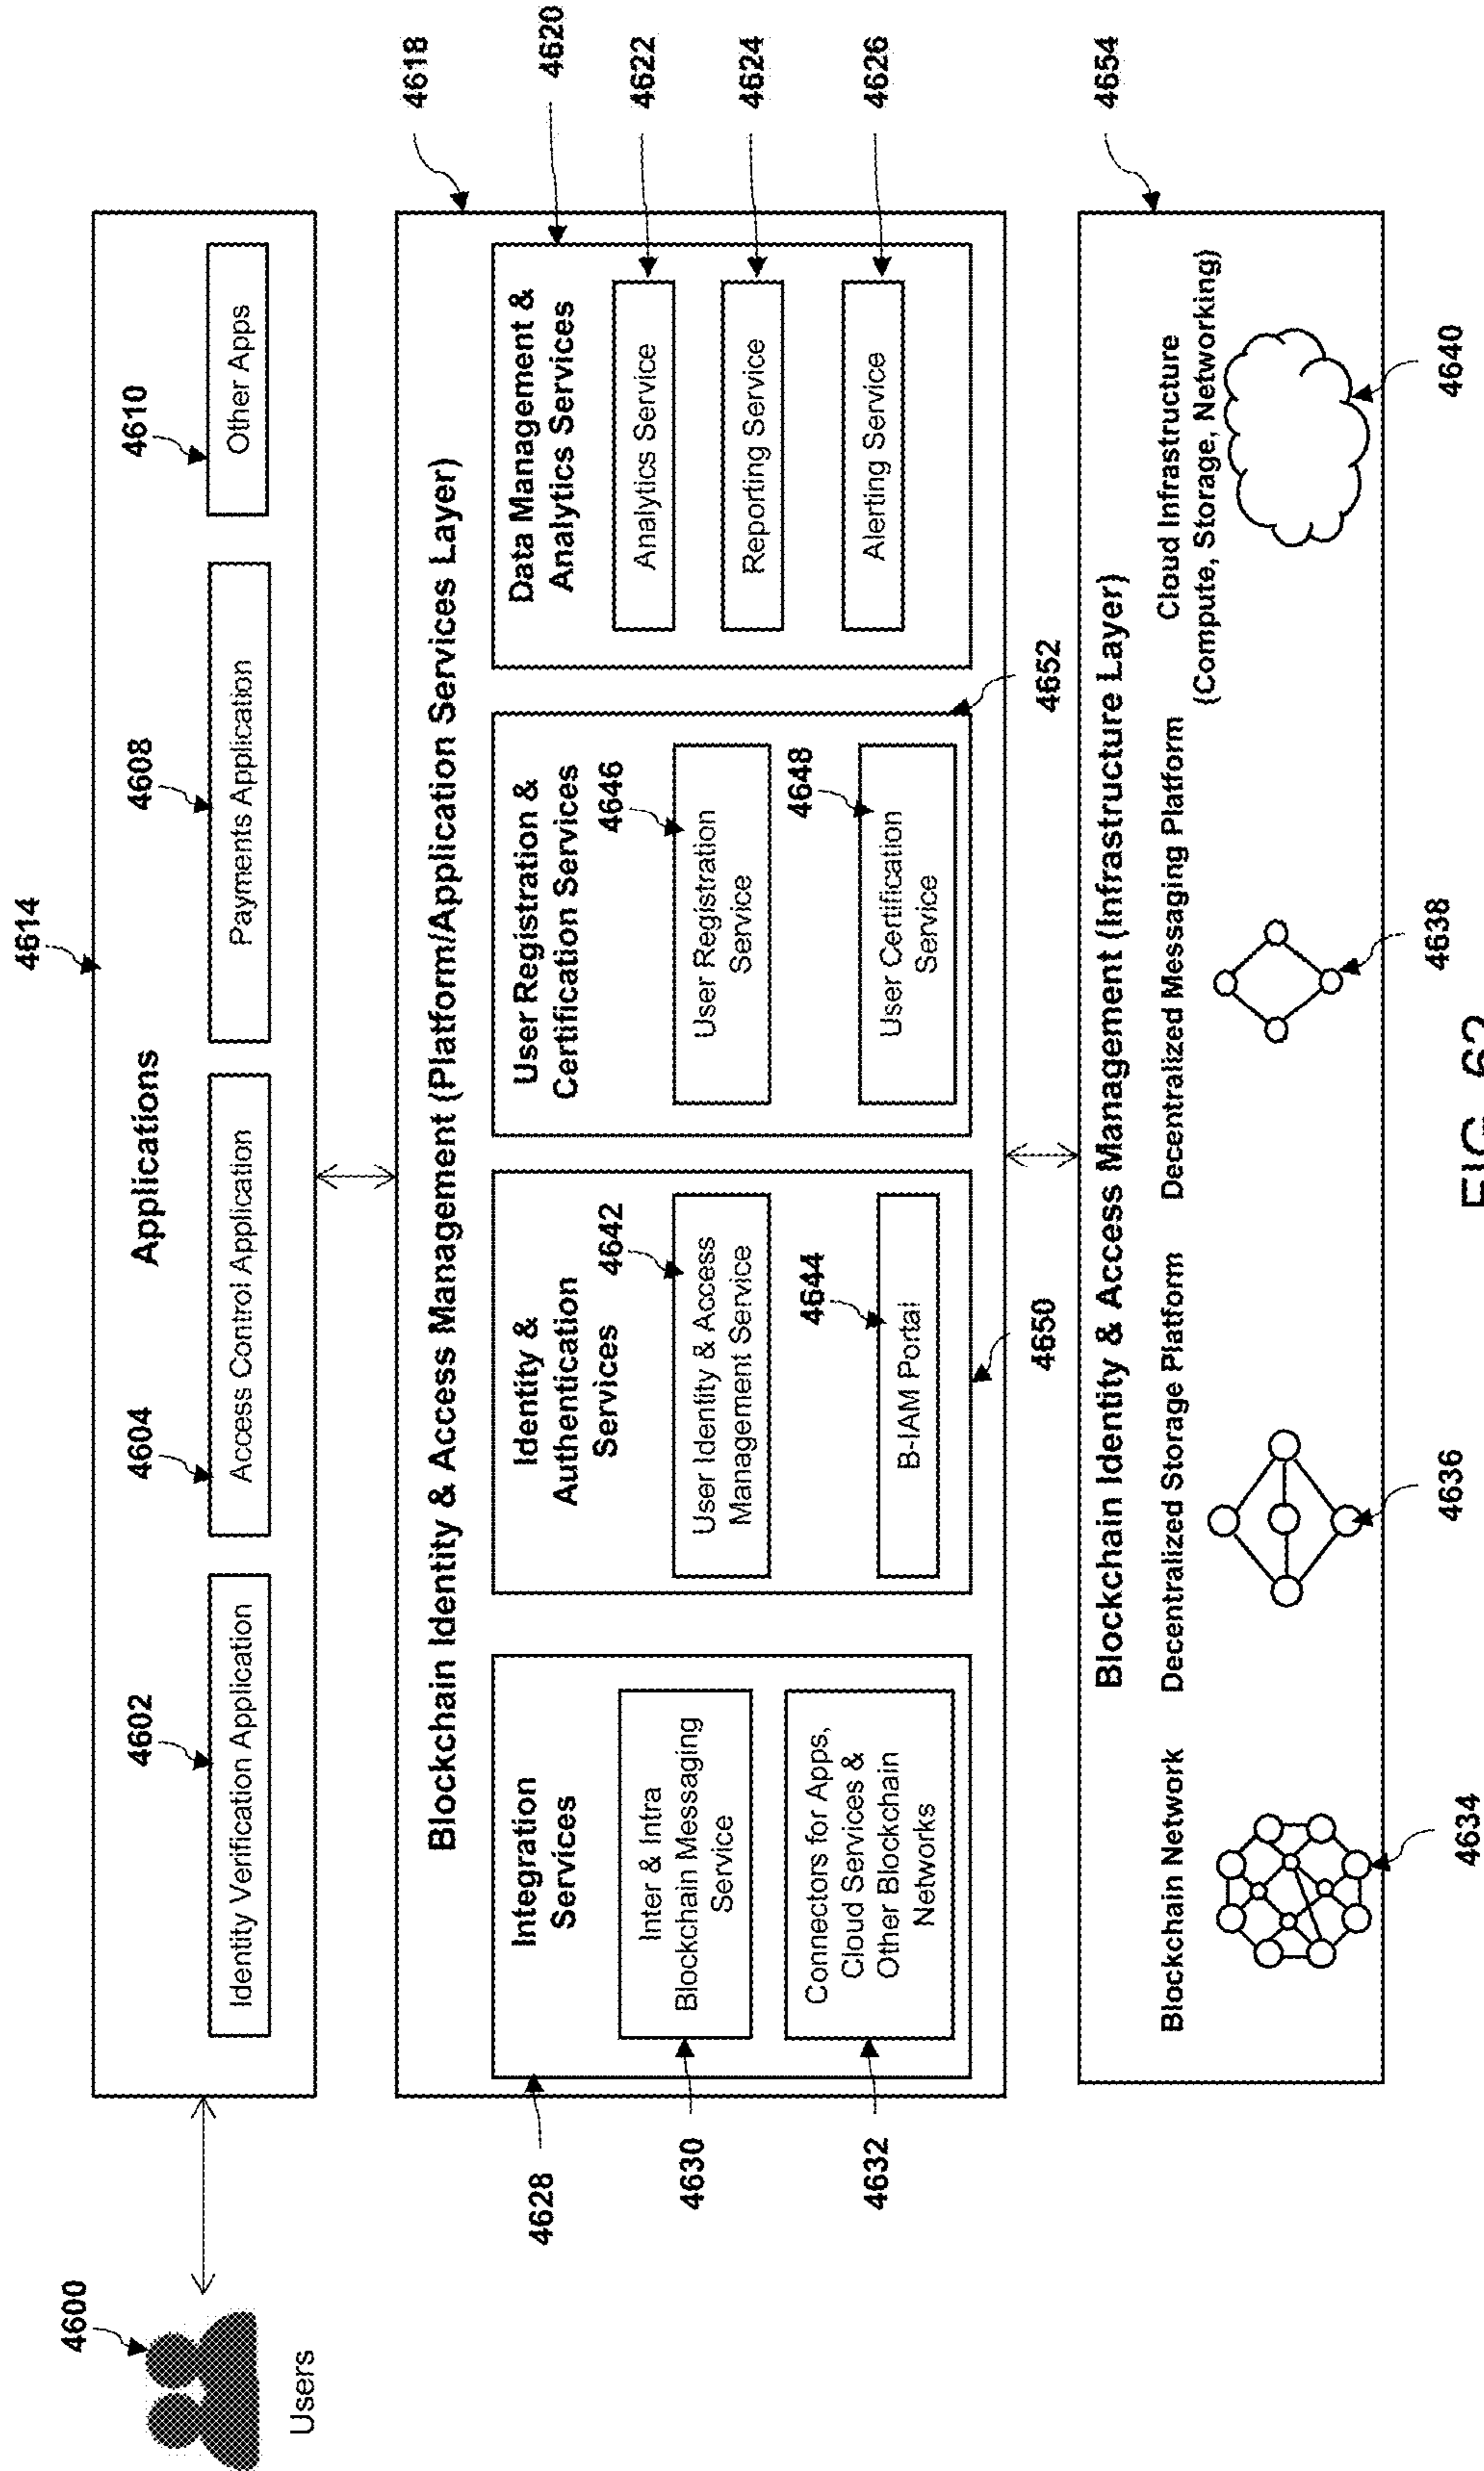 4614
4600
Users
Applications
4602
4604
4608
4610
Identity Verification Application
Access Control Application
Payments Application
Other Apps
4618
Blockchain Identity & Access Management (Platform/Application Services Layer)
4620
4628
Integration
Services
4630
Inter & Intra
Blockchain Messaging
Service
4632
Connectors for Apps,
Cloud Services &
Other Blockchain
Networks
Identity &
Authentication
Services
4642
User Identity & Access
Management Service
4644
B-IAM Portal
4650
User Registration &
Certification Services
4646
User Registration
Service
4648
User Certification
Service
4652
Data Management &
Analytics Services
Analytics Service
4622
Reporting Service
4624
Alerting Service
4626
Blockchain Identity & Access Management (Infrastructure Layer)
4654
Blockchain Network
Decentralized Storage Platform
Decentralized Messaging Platform
Cloud Infrastructure
(Compute, Storage, Networking)
4634
4636
4638
4640
FIG.